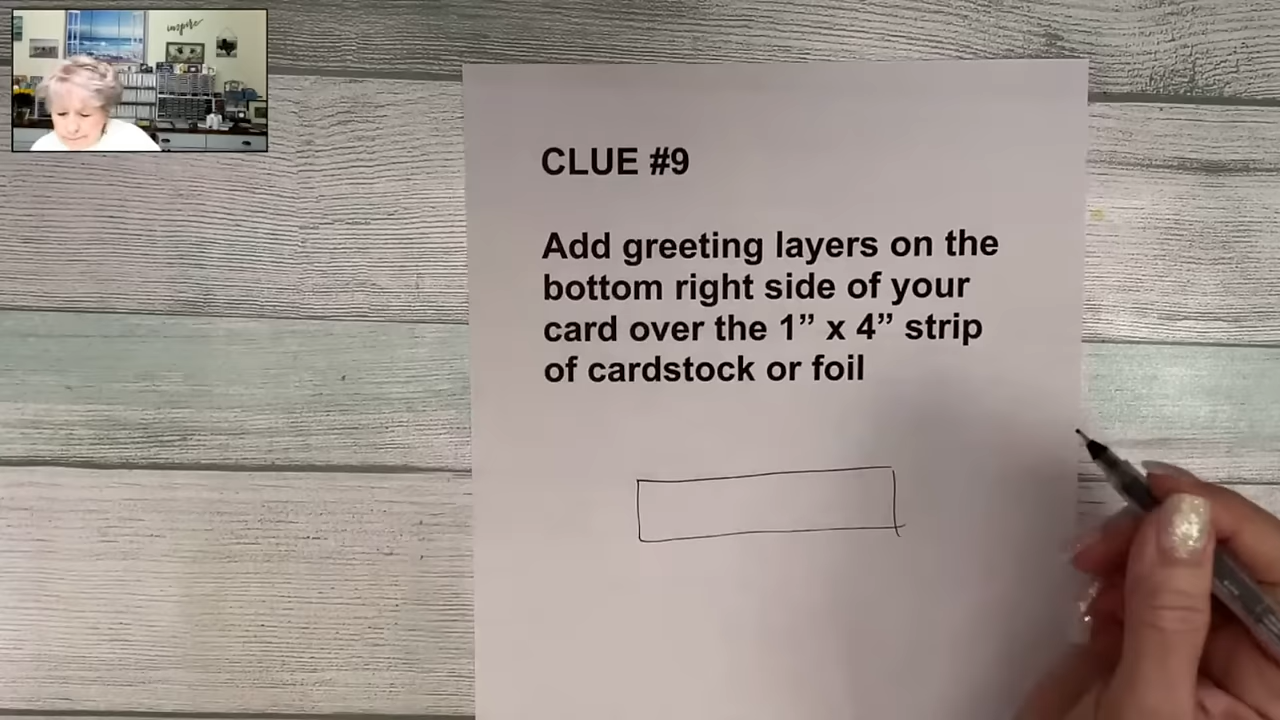 inspire
CLUE #9
Add greeting layers on the
bottom right side of your
card over the 1” x 4” strip
of cardstock or foil